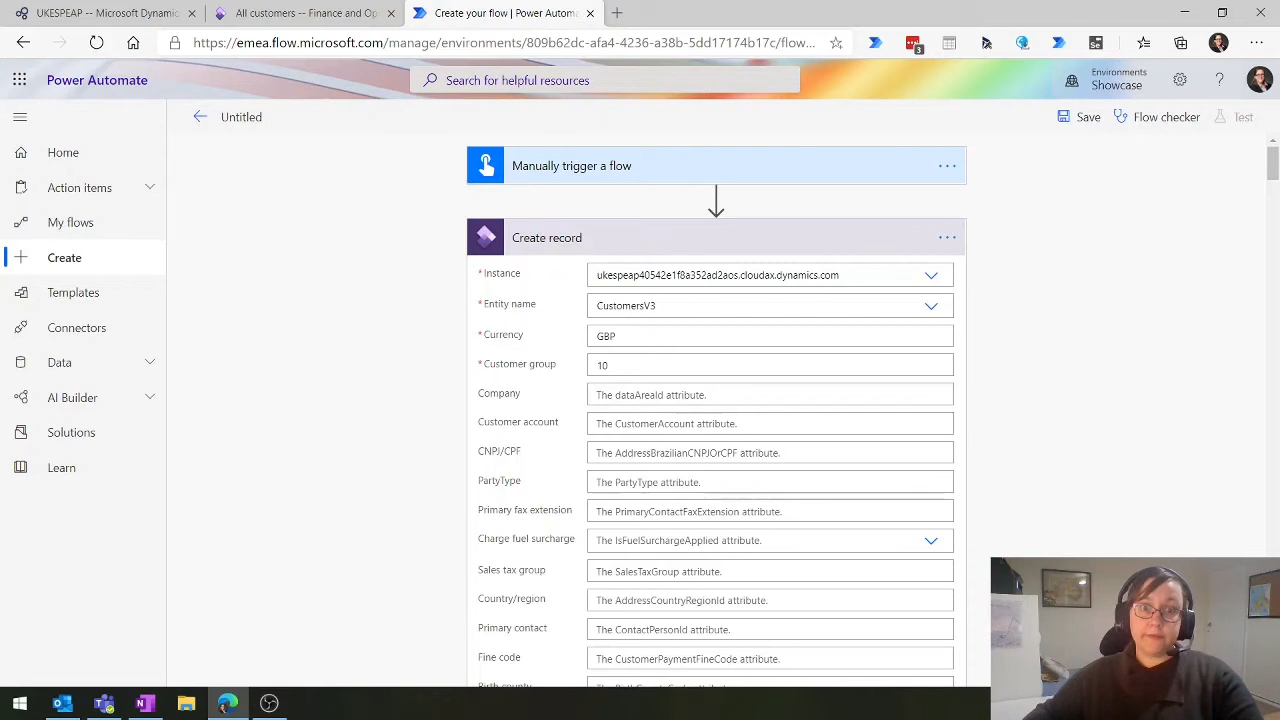 UKESPEAP -- Microsoft Dynamic
All customers -- Finance and Op
Create your flow | Power Automa
https://emea.flow.microsoft.com/manage/environments/809b62dc-afa4-4236-a38b-5dd17174b17c/flow...
3
Se
Power Automate
Search for helpful resources
Environments
Showcase
?
Untitled
Save
Flow checker
Test
Home
Action items
My flows
Create
Templates
Connectors
Data
AI Builder
Solutions
Learn
Manually trigger a flow
Create record
* Instance
ukespeap40542e1f8a352ad2aos.cloudax.dynamics.com
* Entity name
CustomersV3
* Currency
GBP
* Customer group
10
Company
The dataAreaId attribute.
Customer account
The CustomerAccount attribute.
CNPJ/CPF
The AddressBrazilianCNPJOrCPF attribute.
PartyType
The PartyType attribute.
Primary fax extension
The PrimaryContactFaxExtension attribute.
Charge fuel surcharge
The IsFuelSurchargeApplied attribute.
Sales tax group
The SalesTaxGroup attribute.
Country/region
The AddressCountryRegionId attribute.
Primary contact
The ContactPersonId attribute.
Fine code
The CustomerPaymentFineCode attribute.
Birth county